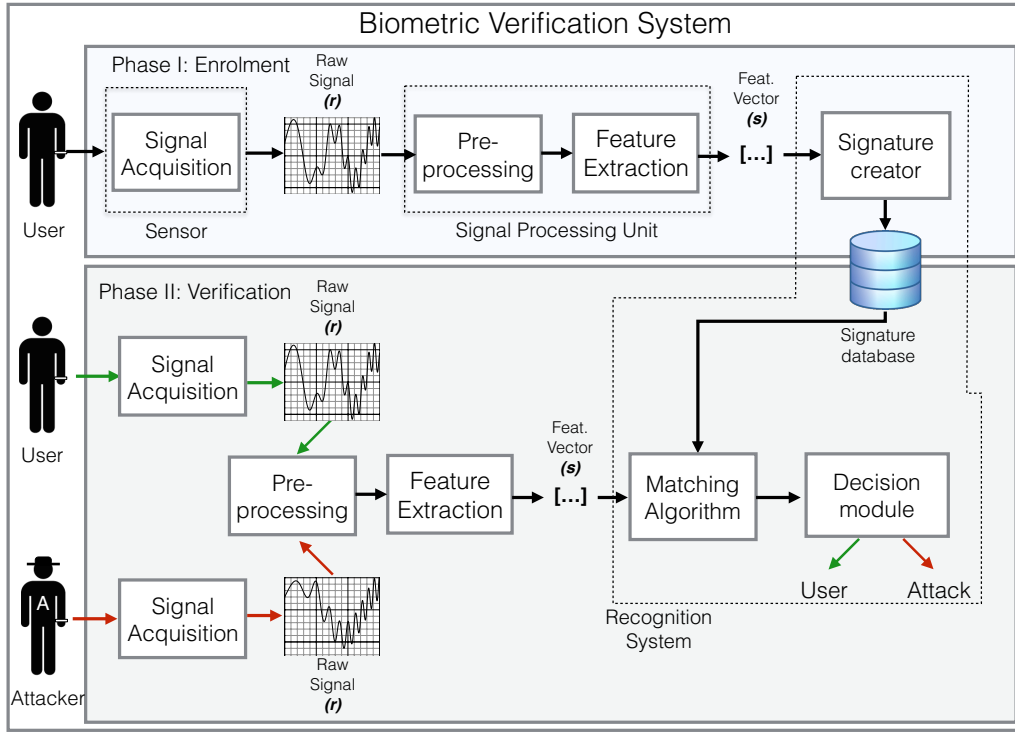 Biometric Verification System
Phase I: Enrolment
Raw
Signal
(r)
Feat.
Vector
(s)
Signal
Acquisition
Pre-
processing
Feature
Extraction
[...]
Signature
creator
User
Sensor
Signal Processing Unit
Phase II: Verification
Raw
Signal
(r)
Signature
database
Signal
Acquisition
User
Feat.
Vector
(s)
Pre-
processing
Feature
Extraction
[...]
Matching
Algorithm
Decision
module
User
Attack
A
Signal
Acquisition
Recognition
System
Raw
Signal
(r)
Attacker